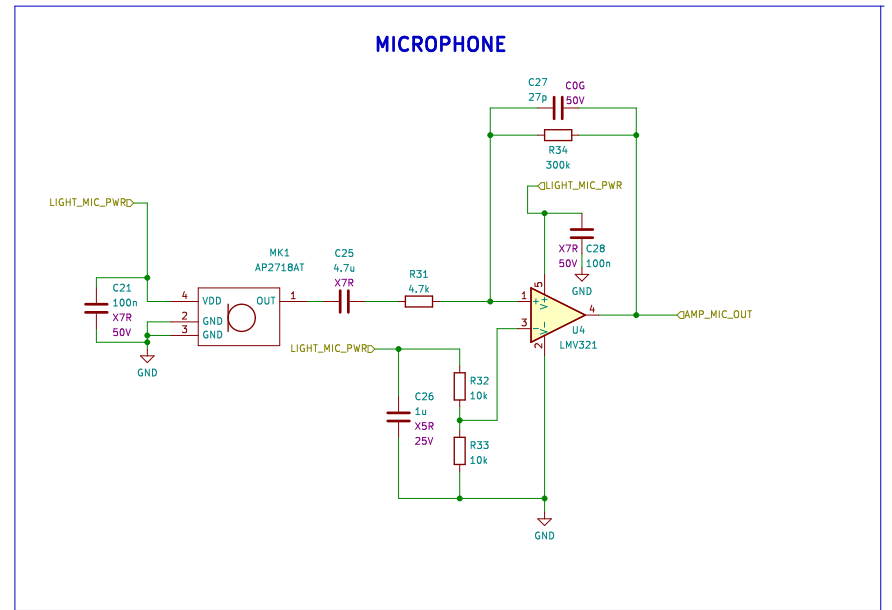 MICROPHONE
C27
27p
C0G
50V
R34
300k
LIGHT_MIC_PWR
LIGHT_MIC_PWR
X7R
50V
C28
100n
GND
MK1
AP2718AT
C25
4.7u
X7R
R31
4.7k
C21
100n
X7R
50V
4
VDD
OUT
1
2
GND
3
GND
GND
1
+
V+
5
3
-
V-
2
4
U4
LMV321
AMP_MIC_OUT
LIGHT_MIC_PWR
C26
1u
X5R
25V
R32
10k
R33
10k
GND